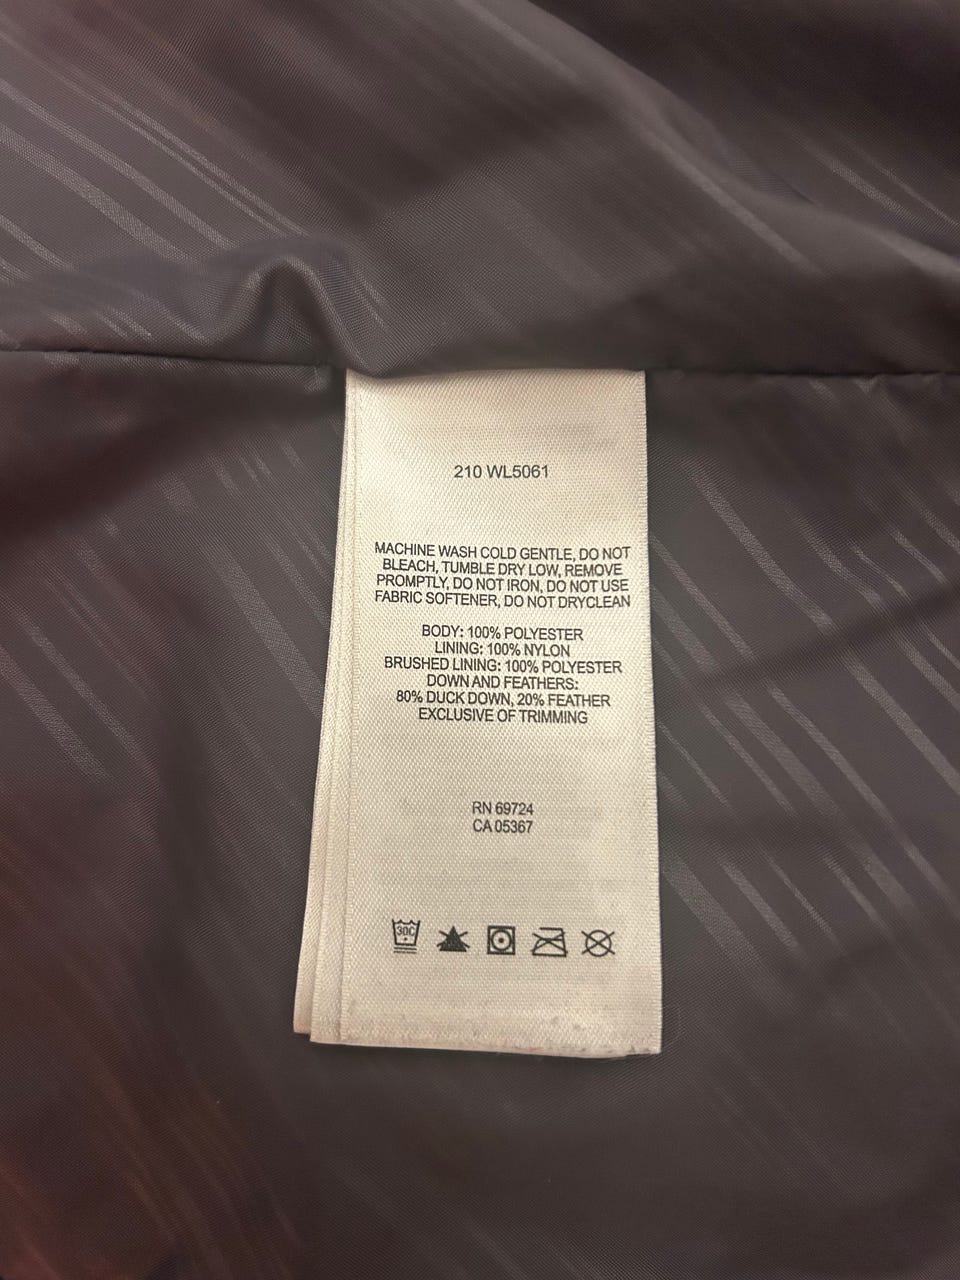 210 WL5061
MACHINE WASH COLD GENTLE, DO NOT
BLEACH, TUMBLE DRY LOW, REMOVE
PROMPTLY, DO NOT IRON, DO NOT USE
FABRIC SOFTENER, DO NOT DRYCLEAN
BODY: 100% POLYESTER
LINING: 100% NYLON
BRUSHED LINING: 100% POLYESTER
DOWN AND FEATHERS:
80% DUCK DOWN, 20% FEATHER
EXCLUSIVE OF TRIMMING
RN 69724
CA 05367
30C